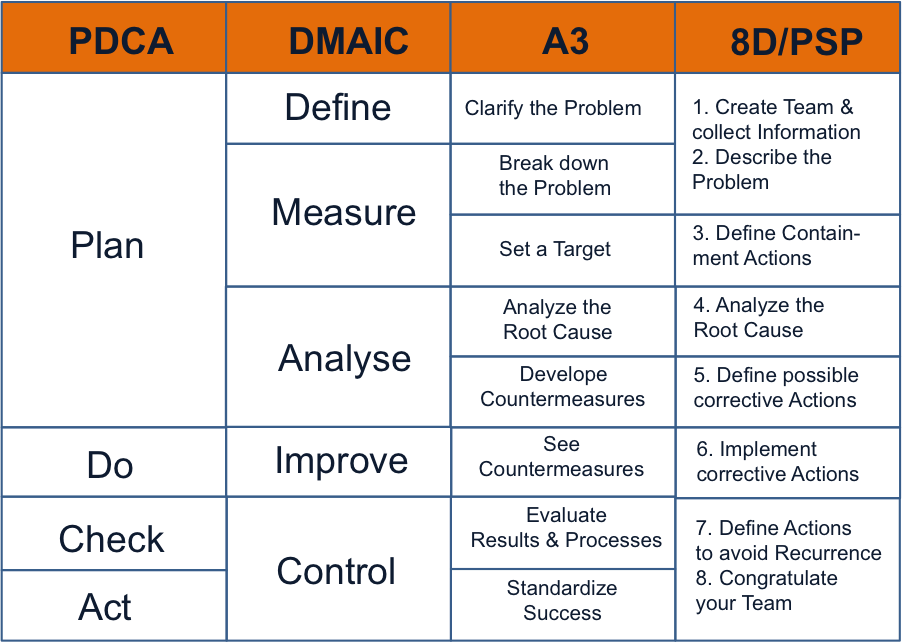 PDCA
DMAIC
A3
8D/PSP
Plan
Define
Clarify the Problem
1. Create Team &
collect Information
2. Describe the
Problem
Measure
Break down
the Problem
Set a Target
3. Define Contain-
ment Actions
Analyse
Analyze the
Root Cause
4. Analyze the
Root Cause
Develope
Countermeasures
5. Define possible
corrective Actions
Do
Improve
See
Countermeasures
6. Implement
corrective Actions
Check
Control
Evaluate
Results & Processes
7. Define Actions
to avoid Recurrence
8. Congratulate
your Team
Act
Standardize
Success